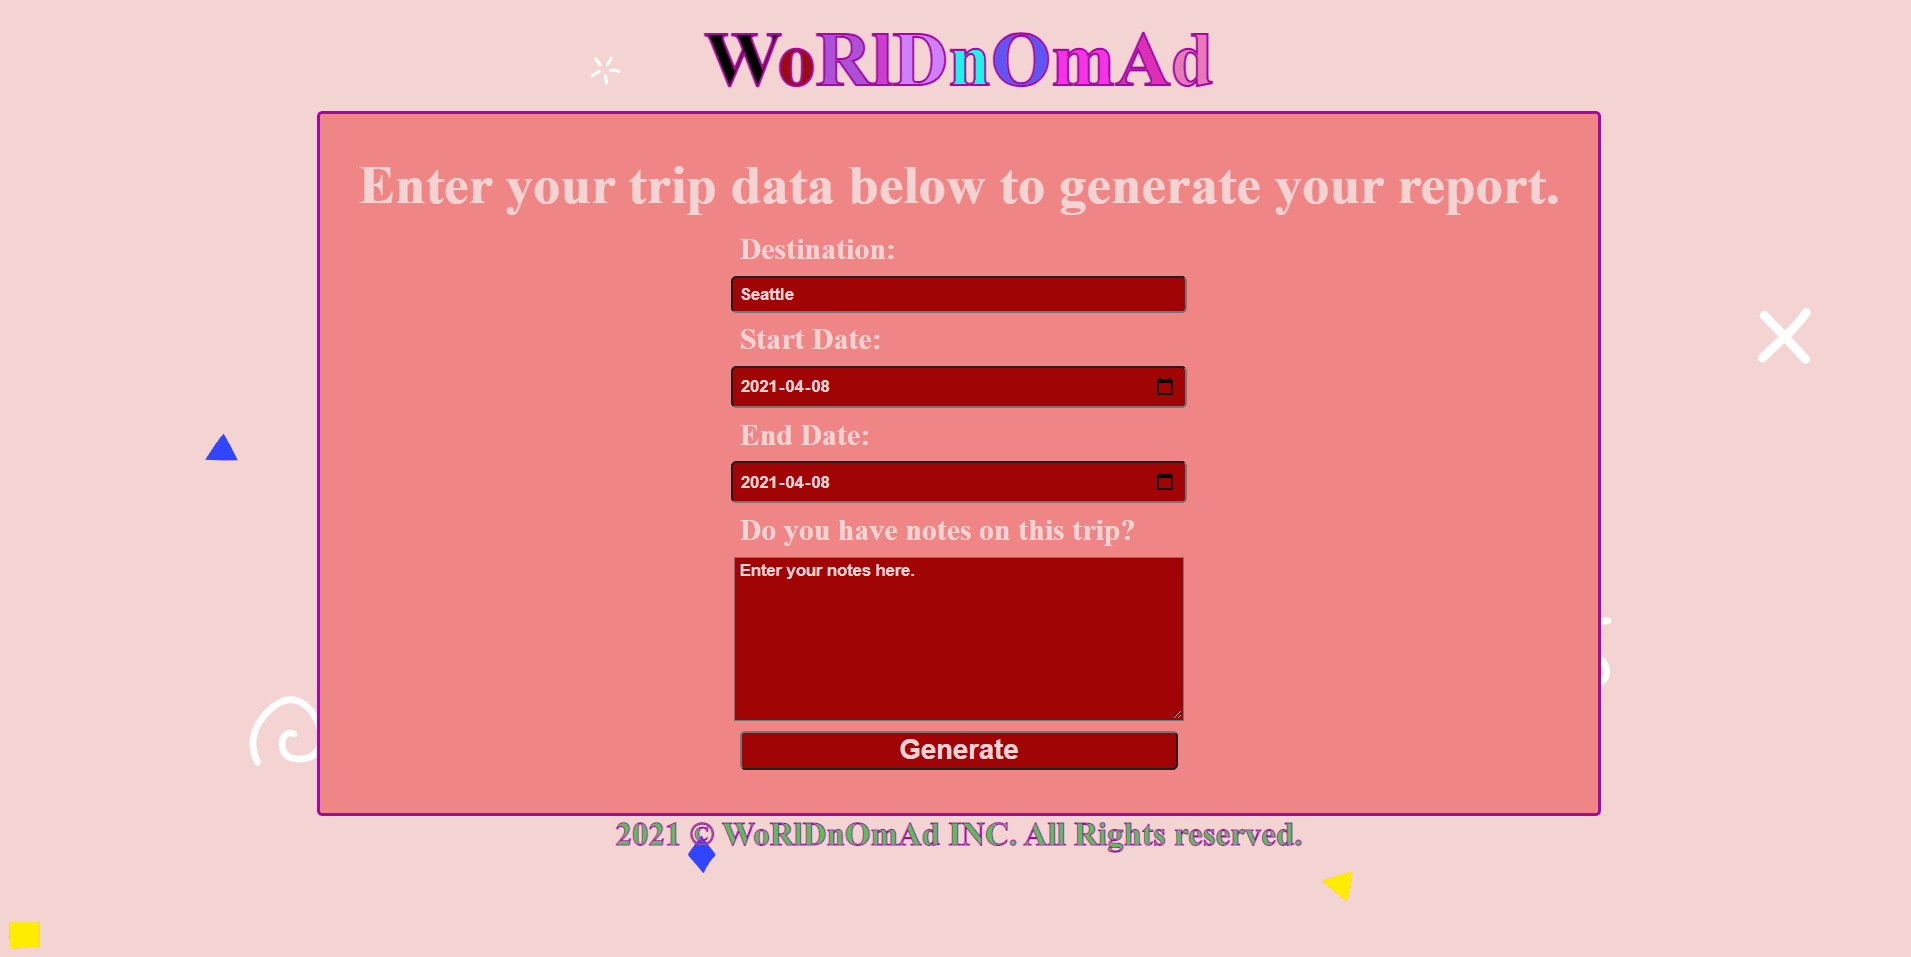 WoRlDnOmAd
Enter your trip data below to generate your report.
Destination:
Seattle
Start Date:
2021-04-08
End Date:
2021-04-08
Do you have notes on this trip?
Enter your notes here.
Generate
2021 © WoRlDnOmAd INC. All Rights reserved.